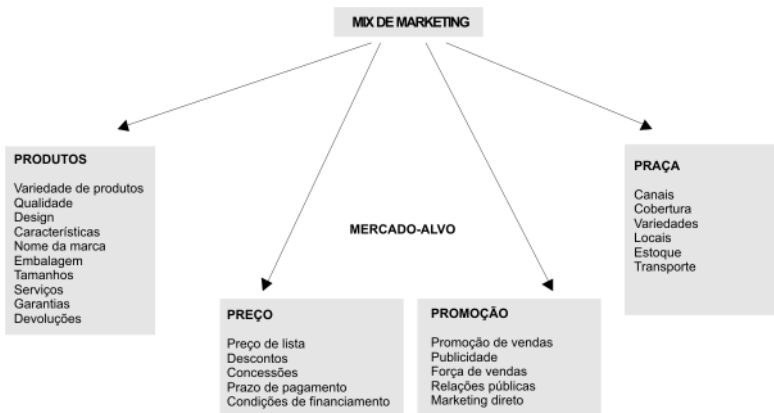 MIX DE MARKETING
PRODUTOS
Variedade de produtos
Qualidade
Design
Características
Nome da marca
Embalagem
Tamanhos
Serviços
Garantias
Devoluções
MERCADO-ALVO
PREÇO
Preço de lista
Descontos
Concessões
Prazo de pagamento
Condições de financiamento
PROMOÇÃO
Promoção de vendas
Publicidade
Força de vendas
Relações públicas
Marketing direto
PRAÇA
Canais
Cobertura
Variedades
Locais
Estoque
Transporte